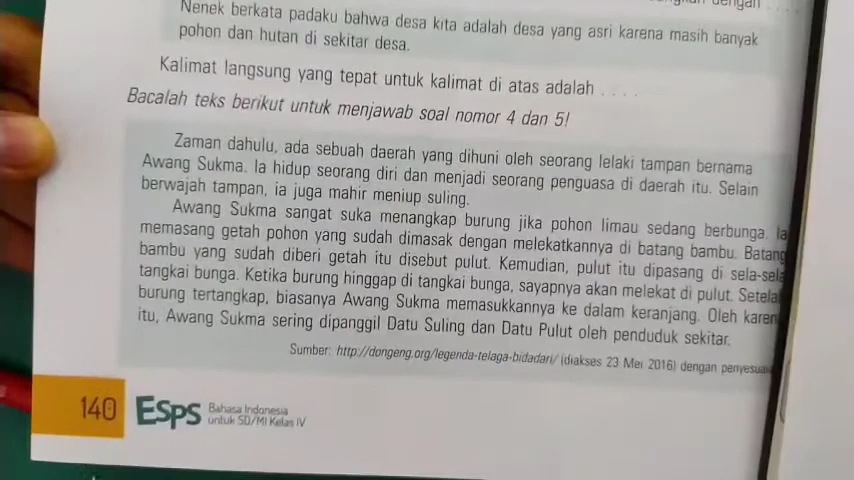 dengan ....
Nenek berkata padaku bahwa desa kita adalah desa yang asri karena masih banyak
pohon dan hutan di sekitar desa.
Kalimat langsung yang tepat untuk kalimat di atas adalah . . . .
Bacalah teks berikut untuk menjawab soal nomor 4 dan 5!
Zaman dahulu, ada sebuah daerah yang dihuni oleh seorang lelaki tampan bernama
Awang Sukma. Ia hidup seorang diri dan menjadi seorang penguasa di daerah itu. Selain
berwajah tampan, ia juga mahir meniup suling.
Awang Sukma sangat suka menangkap burung jika pohon limau sedang berbunga. Ia
memasang getah pohon yang sudah dimasak dengan melekatkannya di batang bambu. Batang
bambu yang sudah diberi getah itu disebut pulut. Kemudian, pulut itu dipasang di sela-sela
tangkai bunga. Ketika burung hinggap di tangkai bunga, sayapnya akan melekat di pulut. Setela
burung tertangkap, biasanya Awang Sukma memasukkannya ke dalam keranjang. Oleh karen
itu, Awang Sukma sering dipanggil Datu Suling dan Datu Pulut oleh penduduk sekitar.
Sumber: http://dongeng.org/legenda-telaga-bidadari/ (diakses 23 Mei 2016) dengan penyesuai
140 ESPS Bahasa Indonesia
untuk SD/MI Kelas IV